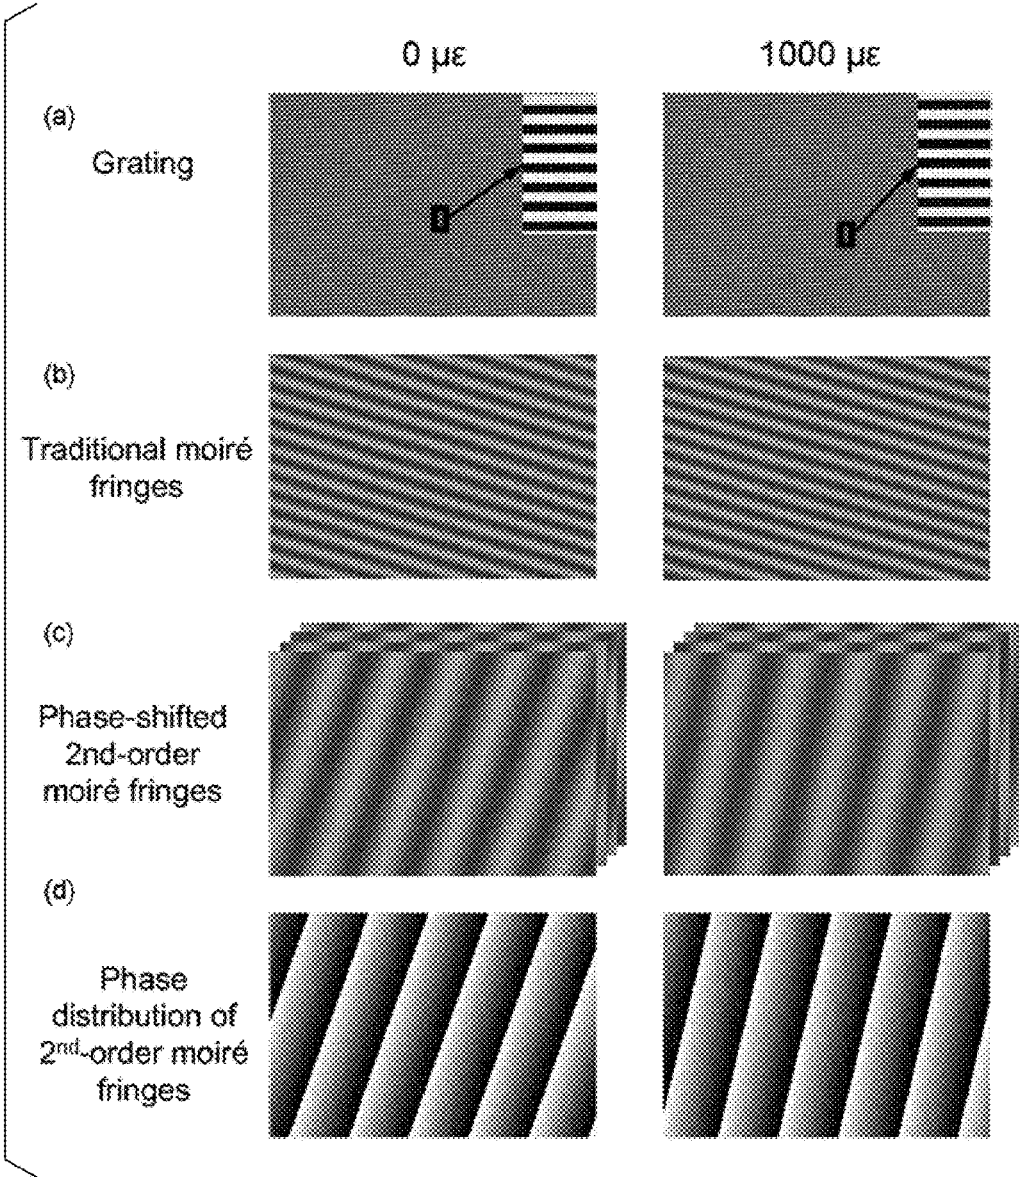 0 µε
1000 µε
(a)
Grating
(b)
Traditional moiré
fringes
(c)
Phase-shifted
2nd-order
moiré fringes
(d)
Phase
distribution of
2nd-order moiré
fringes